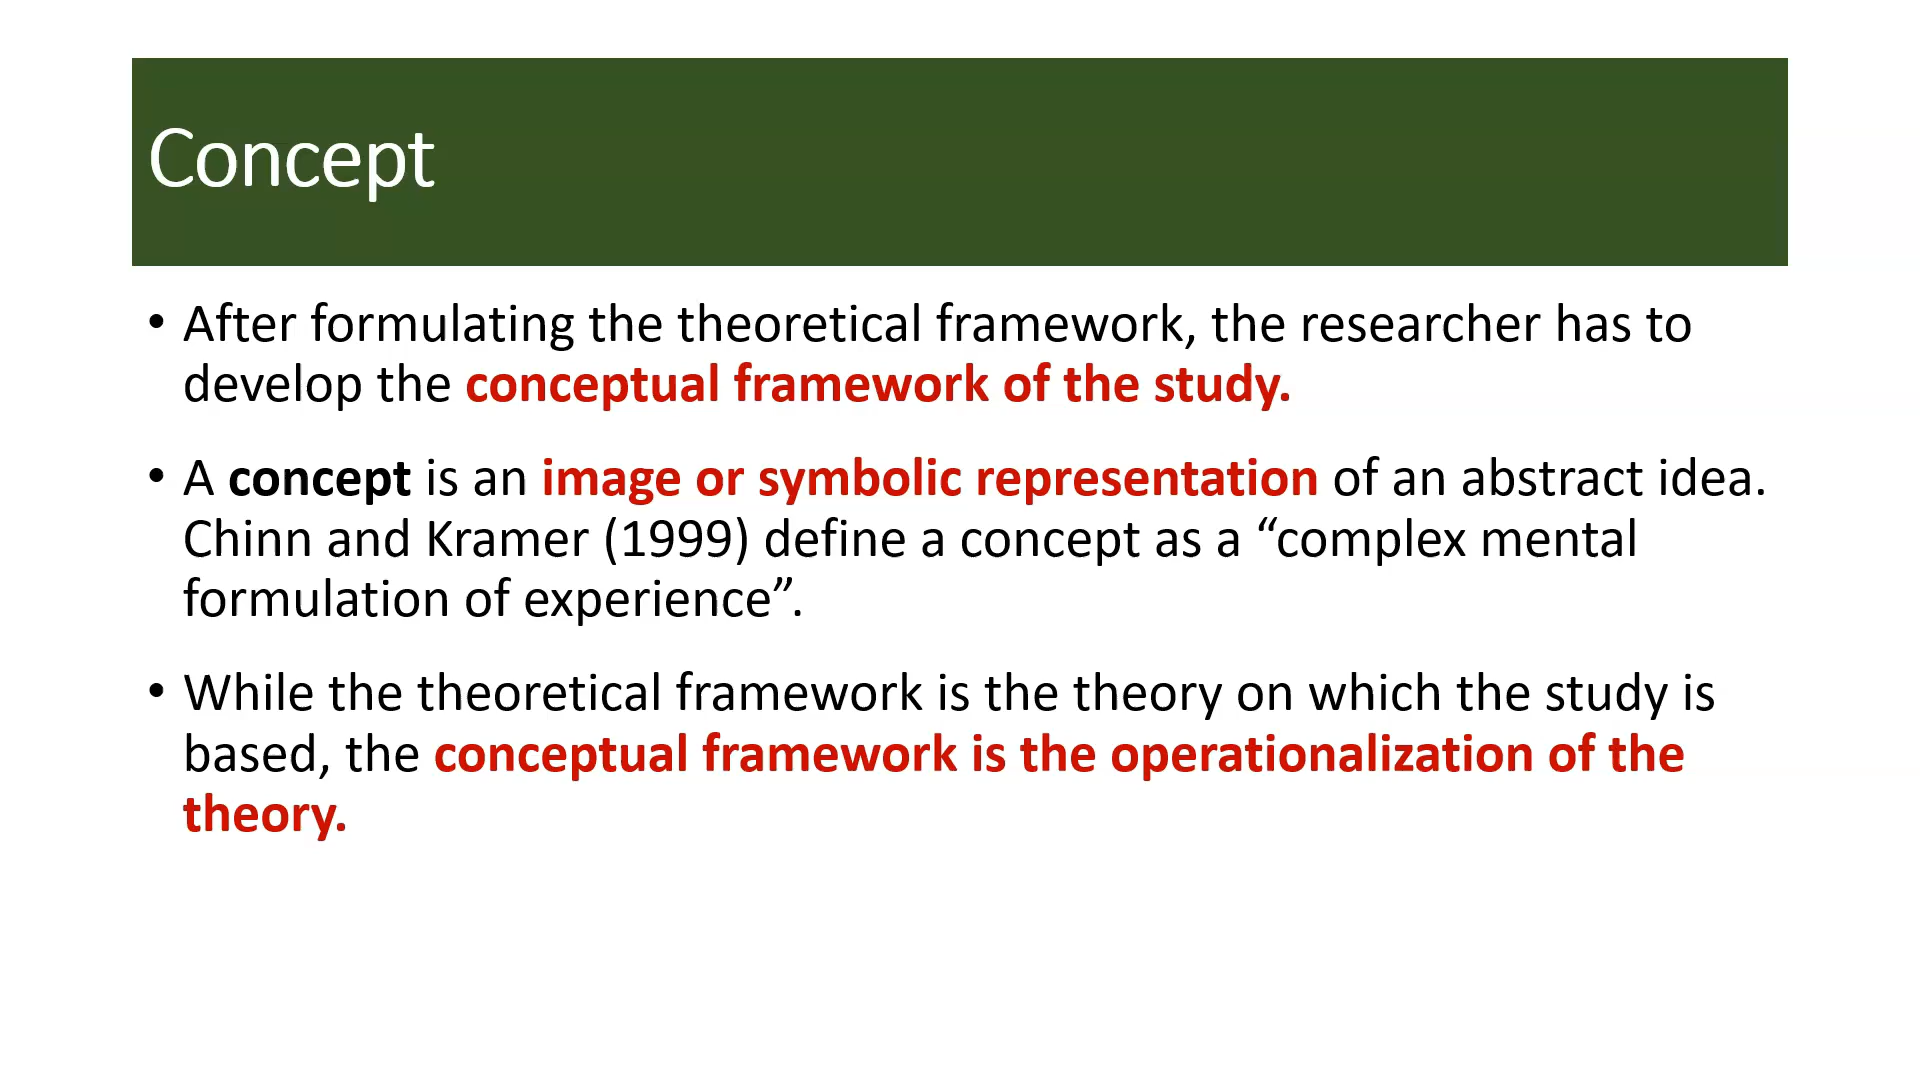 Concept
• After formulating the theoretical framework, the researcher has to
develop the conceptual framework of the study.
• A concept is an image or symbolic representation of an abstract idea.
Chinn and Kramer (1999) define a concept as a “complex mental
formulation of experience”.
• While the theoretical framework is the theory on which the study is
based, the conceptual framework is the operationalization of the
theory.